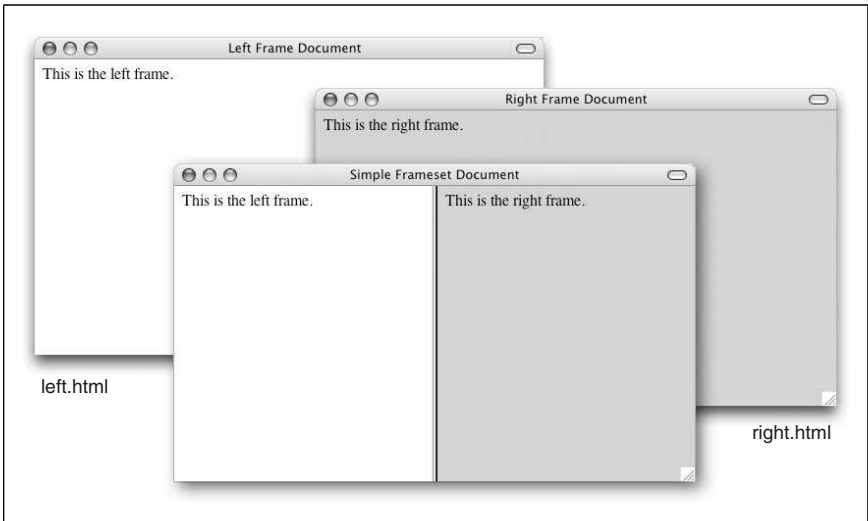 Left Frame Document
This is the left frame.
Right Frame Document
This is the right frame.
Simple Frameset Document
This is the left frame.
This is the right frame.
left.html
right.html